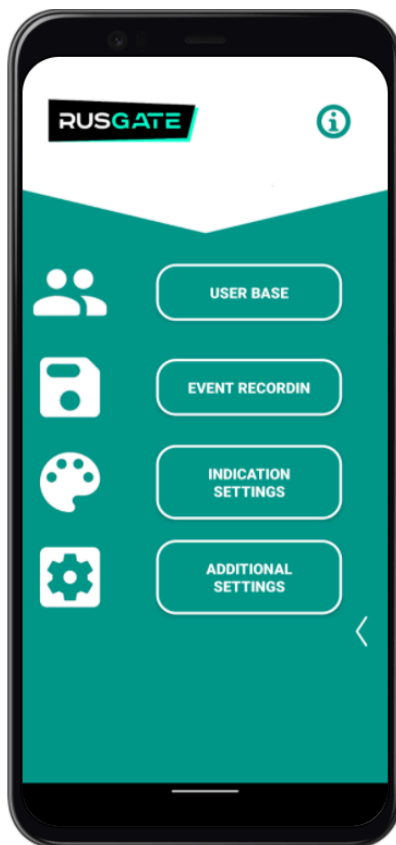 RUSGATE
USER BASE
EVENT RECORDIN
INDICATION
SETTINGS
ADDITIONAL
SETTINGS